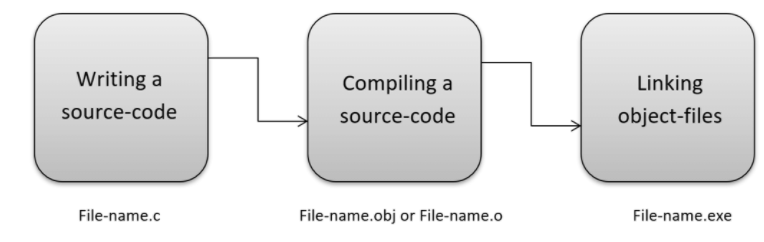 Writing a
source-code
Compiling a
source-code
Linking
object-files
File-name.c
File-name.obj or File-name.o
File-name.exe